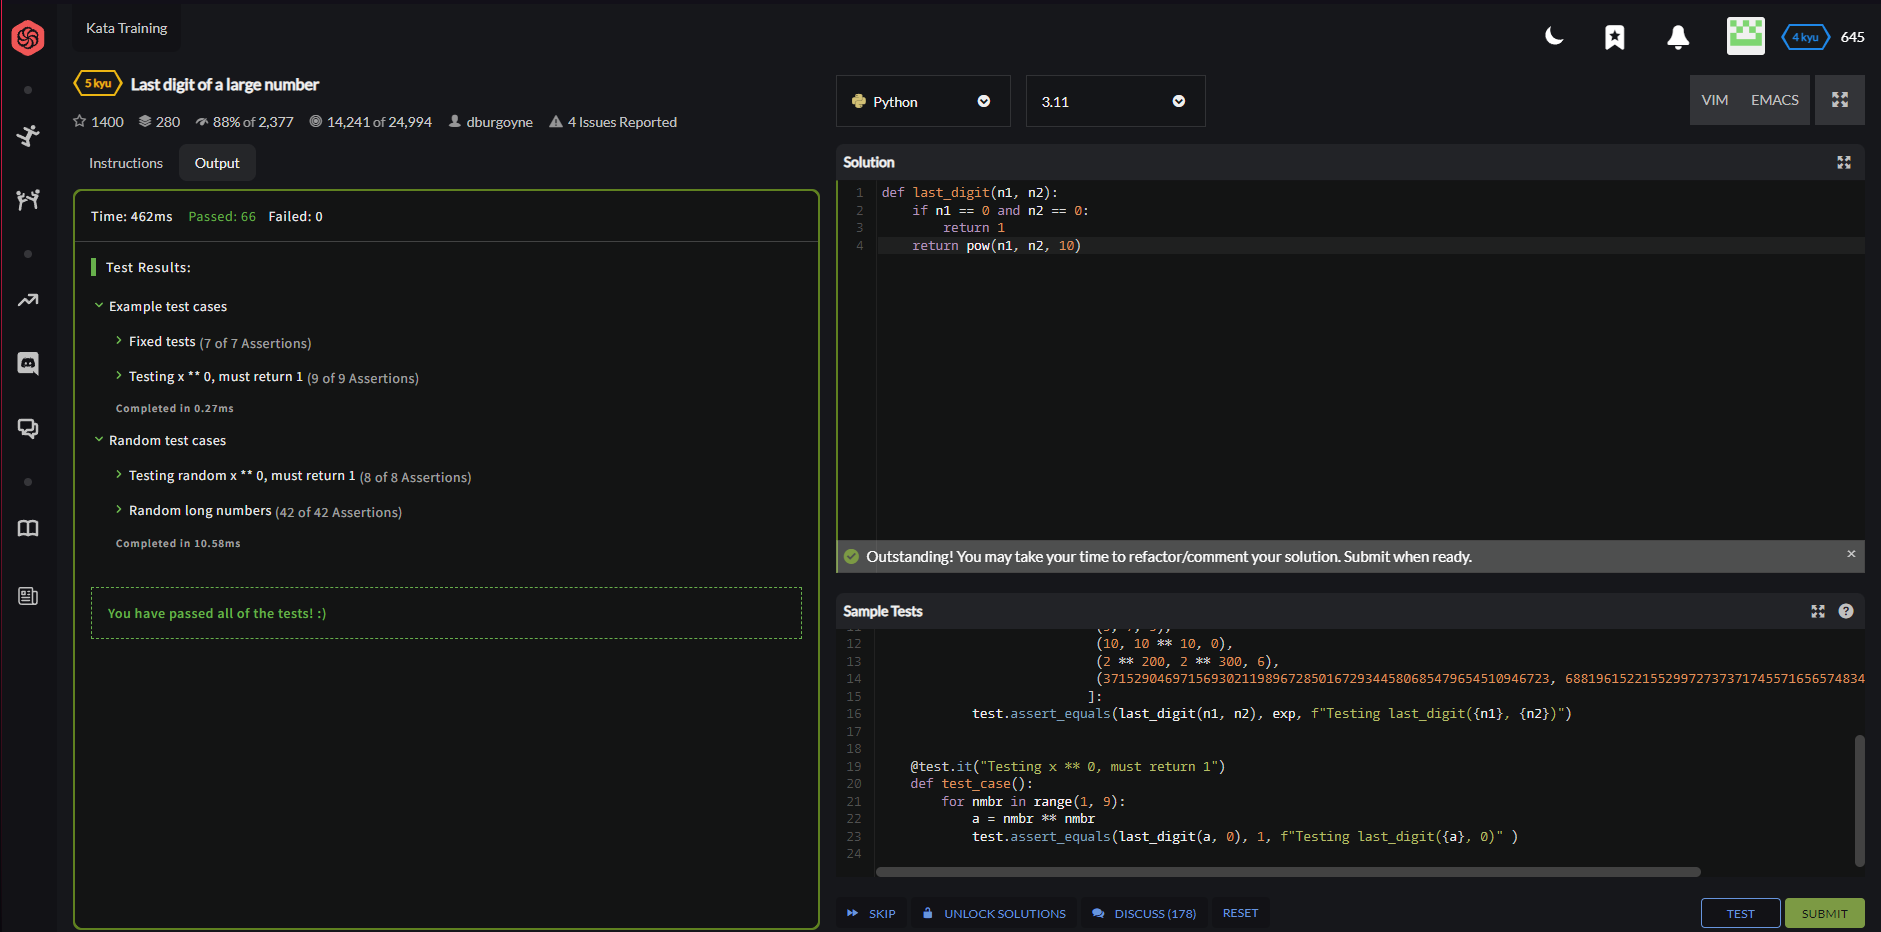 Kata Training
4 kyu 645
5 kyu Last digit of a large number
1400 280 88% of 2,377 14,241 of 24,994 dburgoyne 4 Issues Reported
Instructions Output
Time: 462ms Passed: 66 Failed: 0
Test Results:
Example test cases
Fixed tests (7 of 7 Assertions)
Testing x ** 0, must return 1 (9 of 9 Assertions)
Completed in 0.27ms
Random test cases
Testing random x ** 0, must return 1 (8 of 8 Assertions)
Random long numbers (42 of 42 Assertions)
Completed in 10.58ms
You have passed all of the tests! :)
Python 3.11 VIM EMACS
Solution
1 def last_digit(n1, n2):
2 if n1 == 0 and n2 == 0:
3 return 1
4 return pow(n1, n2, 10)
Outstanding! You may take your time to refactor/comment your solution. Submit when ready.
Sample Tests
12 (10, 10 ** 10, 0),
13 (2 ** 200, 2 ** 300, 6),
14 (3715290469715693021198967285016729344580685479654510946723, 68819615221552997273737174557165657483
15 ]:
16 test.assert_equals(last_digit(n1, n2), exp, f"Testing last_digit({n1}, {n2})")
17
18
19 @test.it("Testing x ** 0, must return 1")
20 def test_case():
21 for nmbr in range(1, 9):
22 a = nmbr ** nmbr
23 test.assert_equals(last_digit(a, 0), 1, f"Testing last_digit({a}, 0)" )
24
SKIP UNLOCK SOLUTIONS DISCUSS (178) RESET TEST SUBMIT